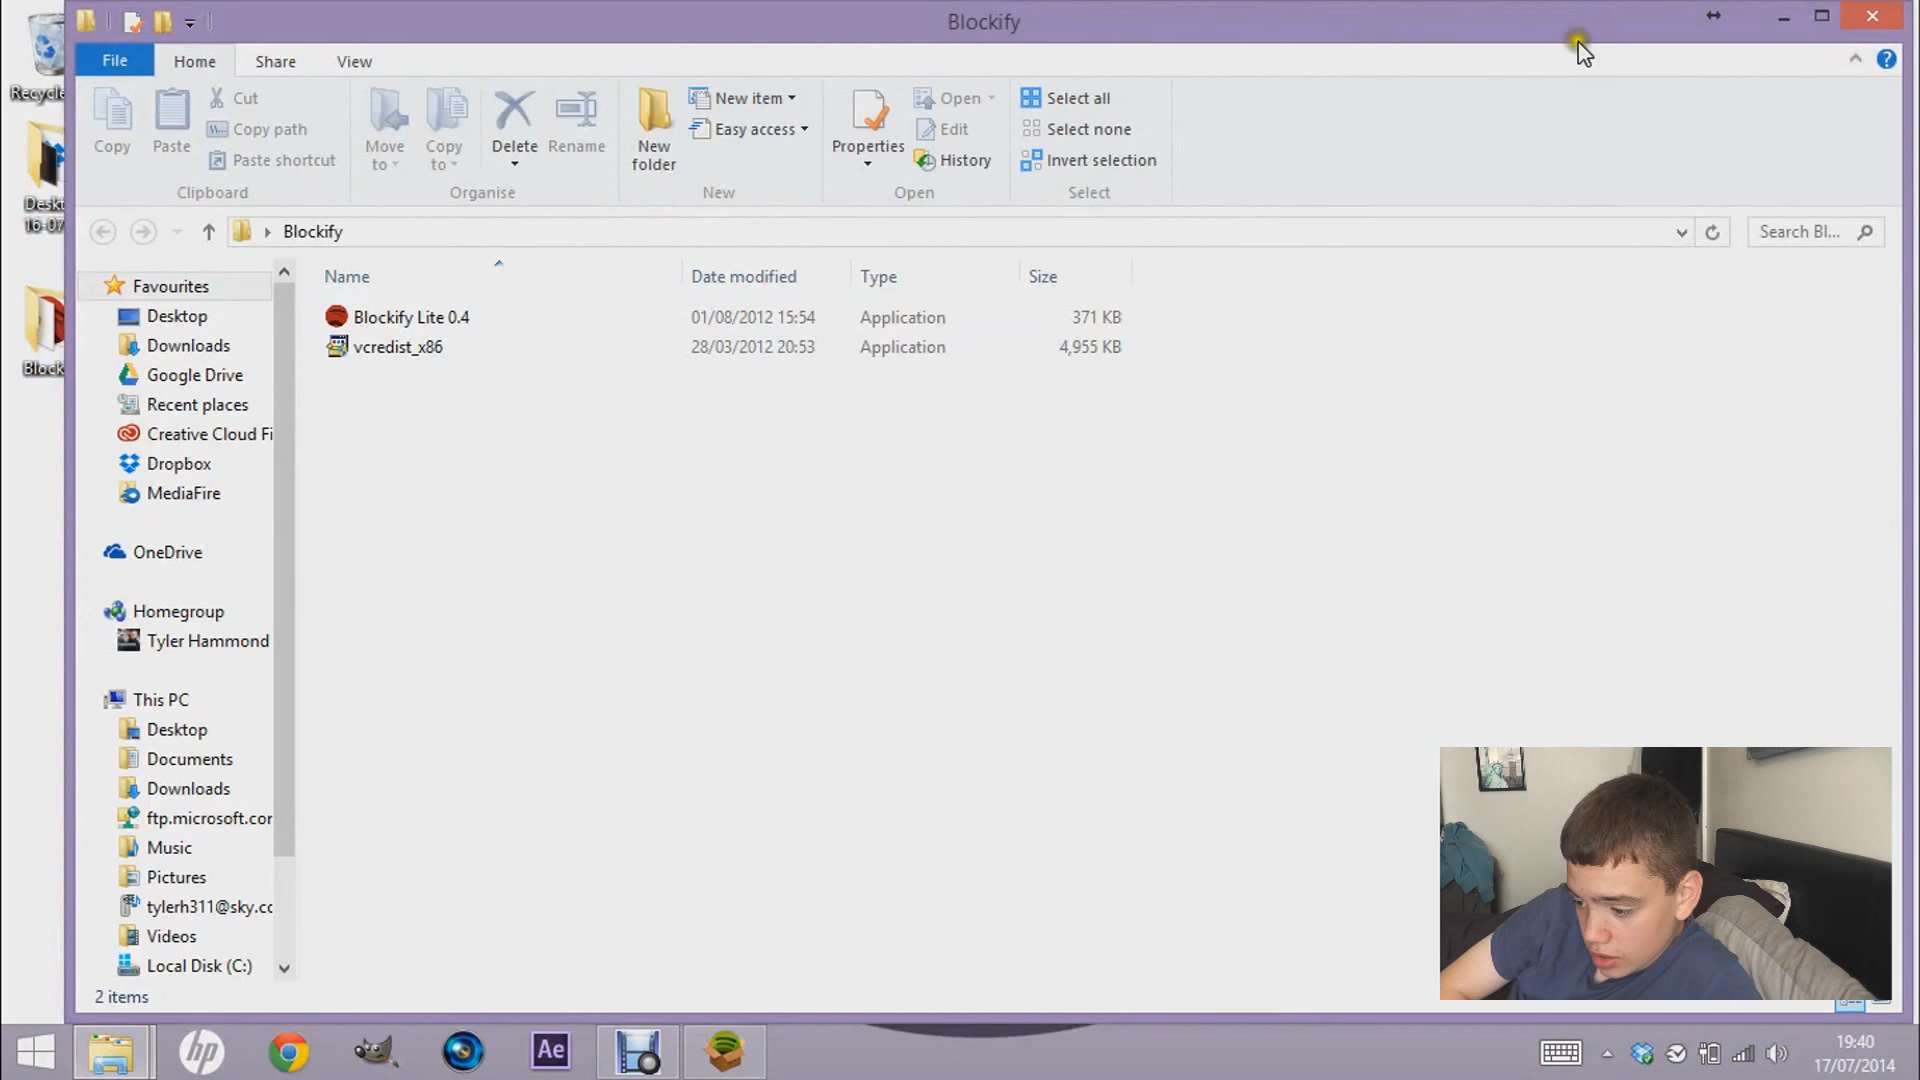 Blockify
File Home Share View
Copy
Paste
Cut
Copy path
Paste shortcut
Clipboard
Move to
Copy to
Delete
Rename
Organise
New folder
New item
Easy access
New
Properties
Open
Edit
History
Open
Select all
Select none
Invert selection
Select
Blockify
Search Bl...
Name Date modified Type Size
Blockify Lite 0.4 01/08/2012 15:54 Application 371 KB
vcredist_x86 28/03/2012 20:53 Application 4,955 KB
Favourites
Desktop
Downloads
Google Drive
Recent places
Creative Cloud Fi
Dropbox
MediaFire
OneDrive
Homegroup
Tyler Hammond
This PC
Desktop
Documents
Downloads
ftp.microsoft.cor
Music
Pictures
tylerh311@sky.cc
Videos
Local Disk (C:)
2 items
Recycle
Deskt
16-07
Block
hp
Ae
19:40
17/07/2014